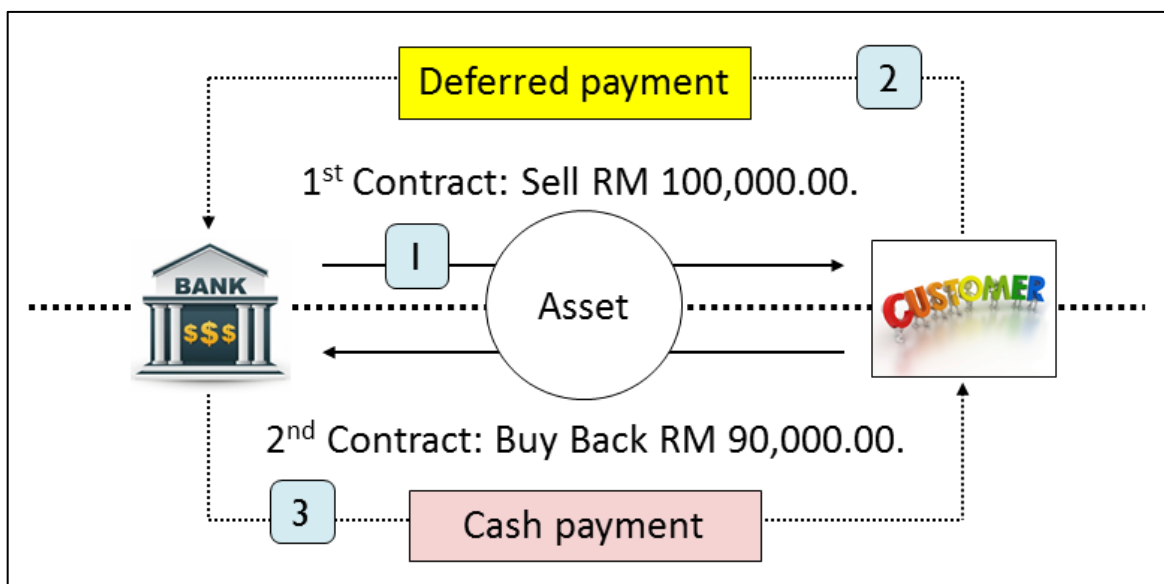 Deferred payment
2
1st Contract: Sell RM 100,000.00.
1
BANK
$$$
Asset
CUSTOMER
2nd Contract: Buy Back RM 90,000.00.
3
Cash payment